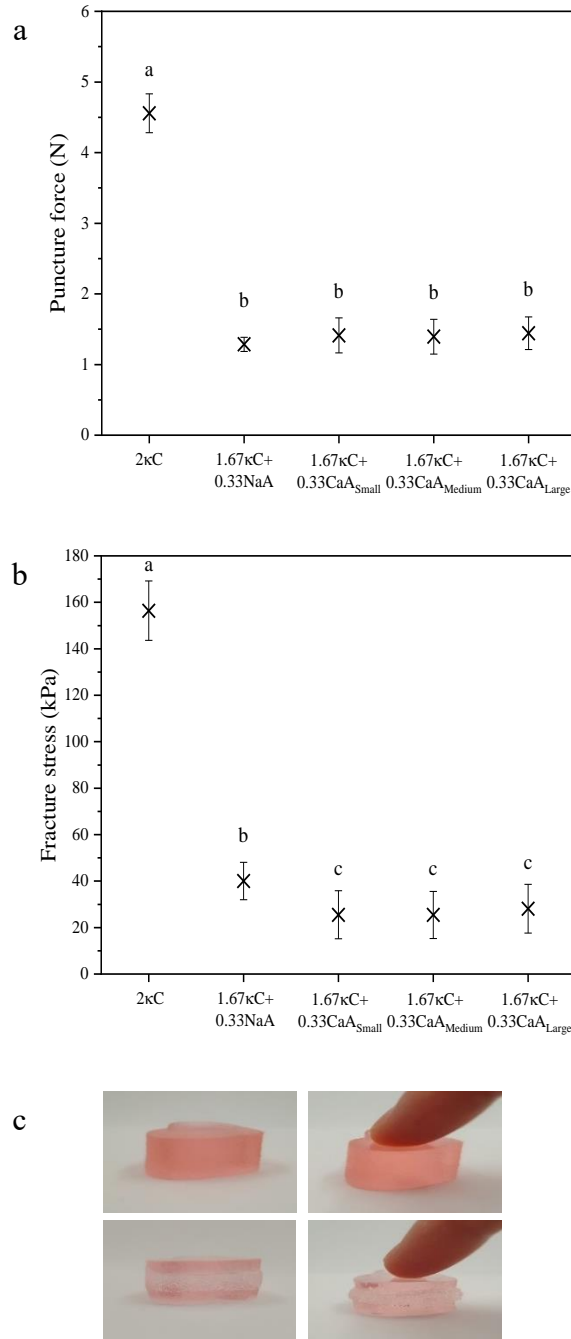 a
Puncture force (N)
6
5
4
3
2
1
0
a
b
b
b
b
2κC
1.67κC+
0.33NaA
1.67κC+
0.33CaASmall
1.67κC+
0.33CaAMedium
1.67κC+
0.33CaALarge
b
Fracture stress (kPa)
180
160
140
120
100
80
60
40
20
0
a
b
c
c
c
2κC
1.67κC+
0.33NaA
1.67κC+
0.33CaASmall
1.67κC+
0.33CaAMedium
1.67κC+
0.33CaALarge
c